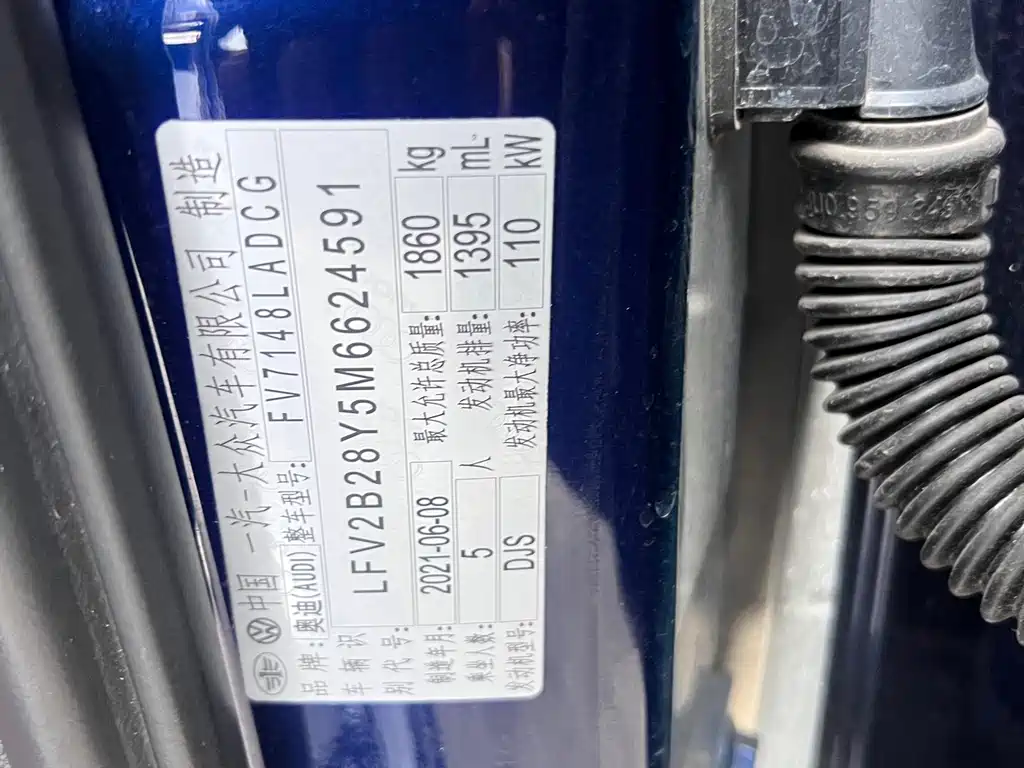 中国 一汽-大众汽车有限公司 制造
品牌: 奥迪(AUDI) 整车型号: FV7148LADCG
车辆识别代号: LFV2B28Y5M6624591
制造年月: 2021-06-08 最大允许总质量: 1860 kg
乘坐人数: 5 人 发动机排量: 1395 mL
发动机型号: DJS 发动机最大净功率: 110 kW